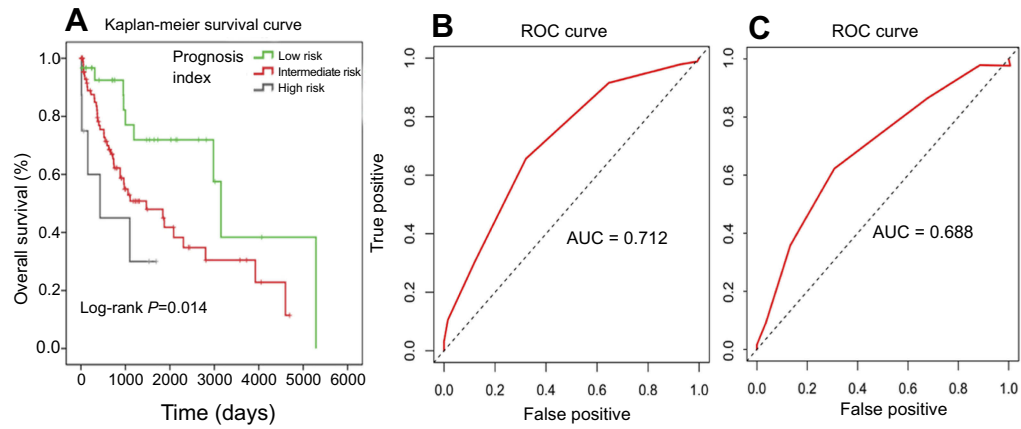 A
Kaplan-meier survival curve
Prognosis
index
Low risk
Intermediate risk
High risk
Overall survival (%)
1.0
0.8
0.6
0.4
0.2
0.0
Log-rank P=0.014
0 1000 2000 3000 4000 5000 6000
Time (days)
B
ROC curve
True positive
1.0
0.8
0.6
0.4
0.2
0.0
AUC = 0.712
0.0 0.2 0.4 0.6 0.8 1.0
False positive
C
ROC curve
1.0
0.8
0.6
0.4
0.2
0.0
AUC = 0.688
0.0 0.2 0.4 0.6 0.8 1.0
False positive